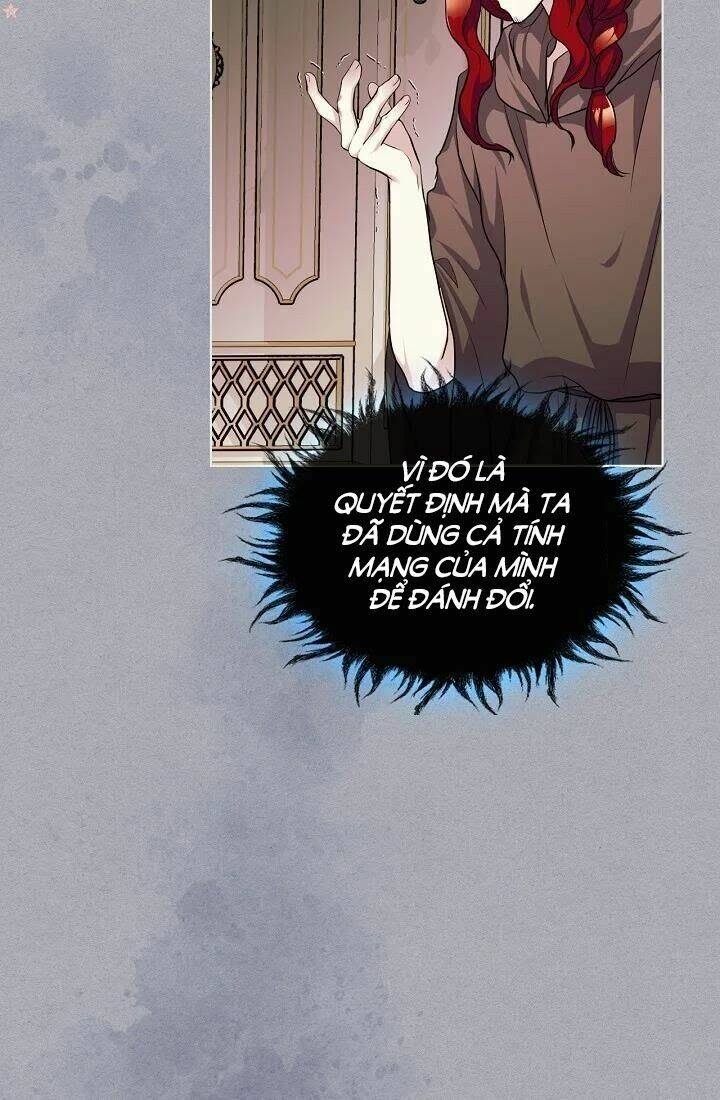 VÌ ĐÓ LÀ
QUYẾT ĐỊNH MÀ TA
ĐÃ DÙNG CẢ TÍNH
MẠNG CỦA MÌNH
ĐỂ ĐÁNH ĐỔI.